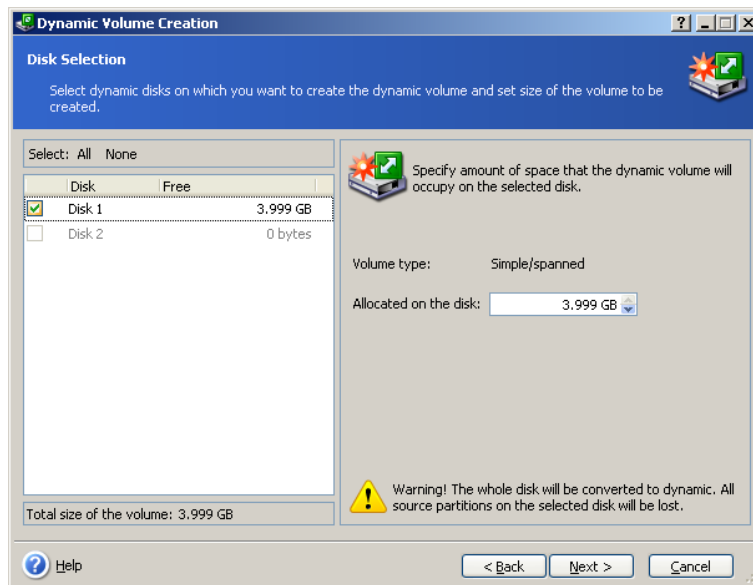 Dynamic Volume Creation
Disk Selection
Select dynamic disks on which you want to create the dynamic volume and set size of the volume to be
created.
Select: All None
Disk Free
Disk 1 3.999 GB
Disk 2 0 bytes
Total size of the volume: 3.999 GB
Specify amount of space that the dynamic volume will
occupy on the selected disk.
Volume type: Simple/spanned
Allocated on the disk: 3.999 GB
Warning! The whole disk will be converted to dynamic. All
source partitions on the selected disk will be lost.
Help
< Back Next > Cancel